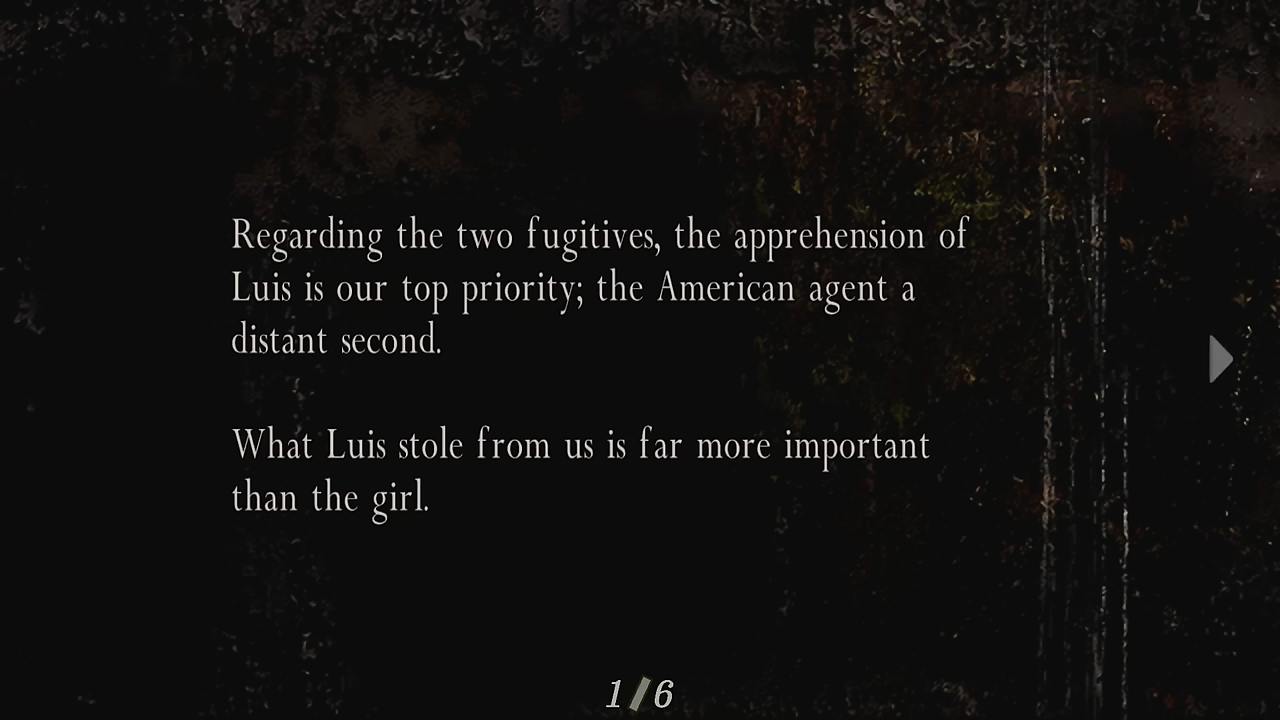 Regarding the two fugitives, the apprehension of
Luis is our top priority; the American agent a
distant second.
What Luis stole from us is far more important
than the girl.
1/6